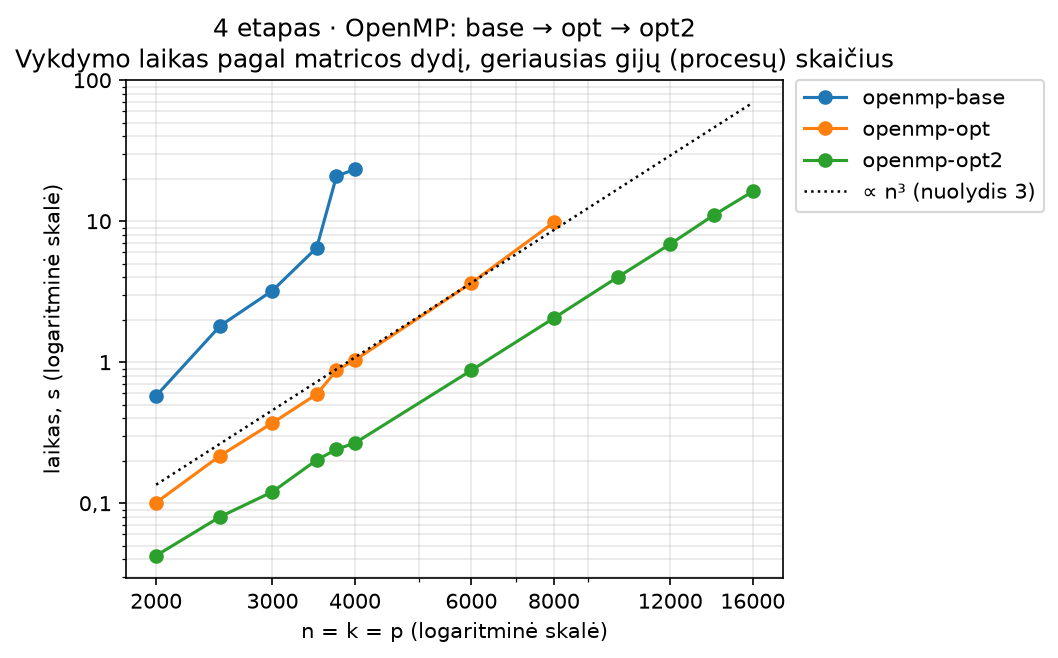 4 etapas · OpenMP: base → opt → opt2
Vykdymo laikas pagal matricos dydį, geriausias gijų (procesų) skaičius
100
10
1
0,1
laikas, s (logaritminė skalė)
2000
3000
4000
6000
8000
12000
16000
n = k = p (logaritminė skalė)
openmp-base
openmp-opt
openmp-opt2
∝ n³ (nuolydis 3)